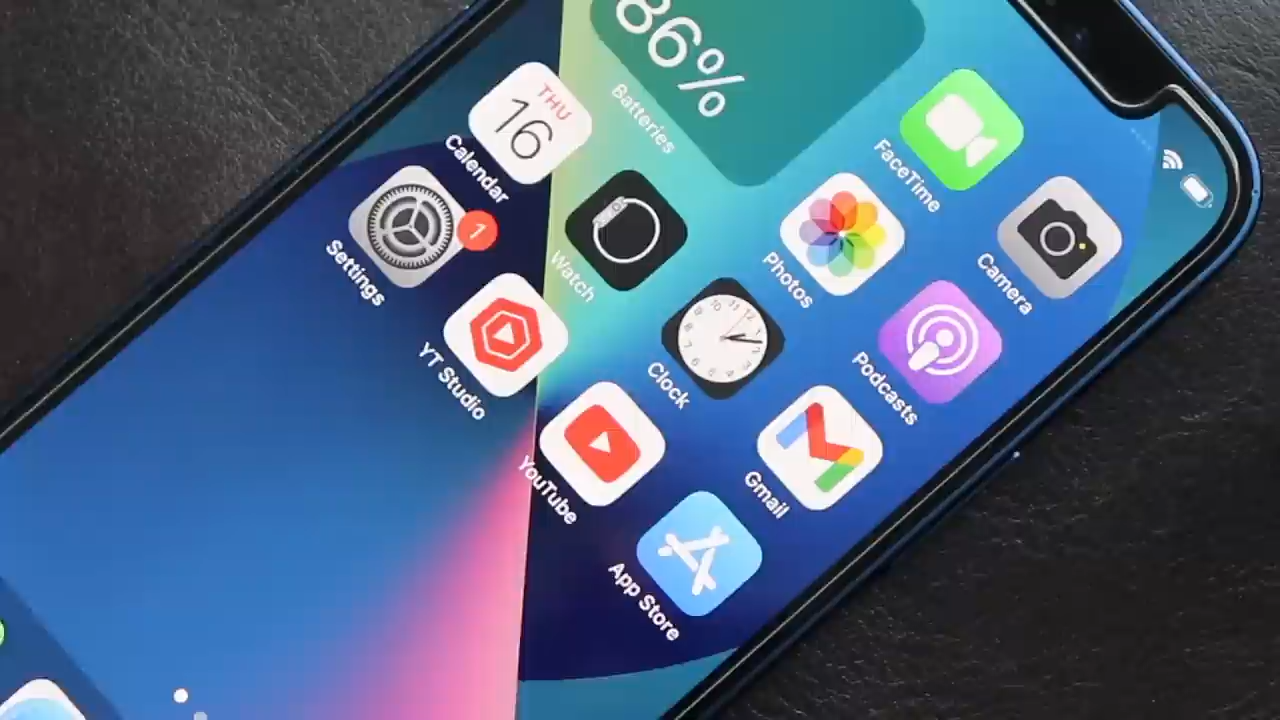 86%
Batteries
FaceTime
Camera
THU
16
Calendar
Watch
Photos
Podcasts
1
Settings
YT Studio
Clock
Gmail
YouTube
App Store